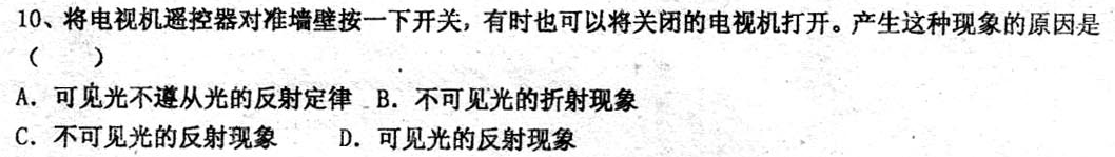 10、将电视机遥控器对准墙壁按一下开关，有时也可以将关闭的电视机打开。产生这种现象的原因是
（　　）
A．可见光不遵从光的反射定律　B．不可见光的折射现象
C．不可见光的反射现象　　D．可见光的反射现象